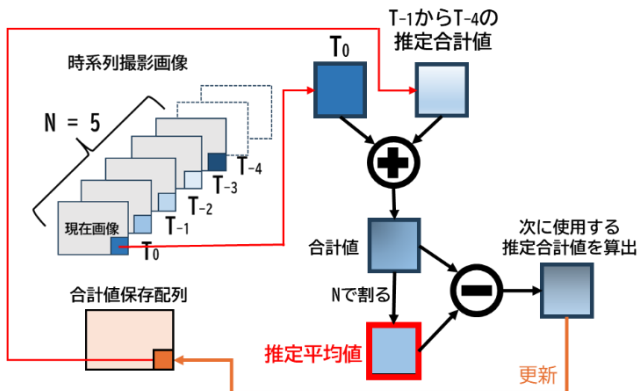 T-1からT-4の
推定合計値
T0
時系列撮影画像
N = 5
T-4
T-3
T-2
T-1
T0
現在画像
合計値
次に使用する
推定合計値を算出
Nで割る
合計値保存配列
推定平均値
更新